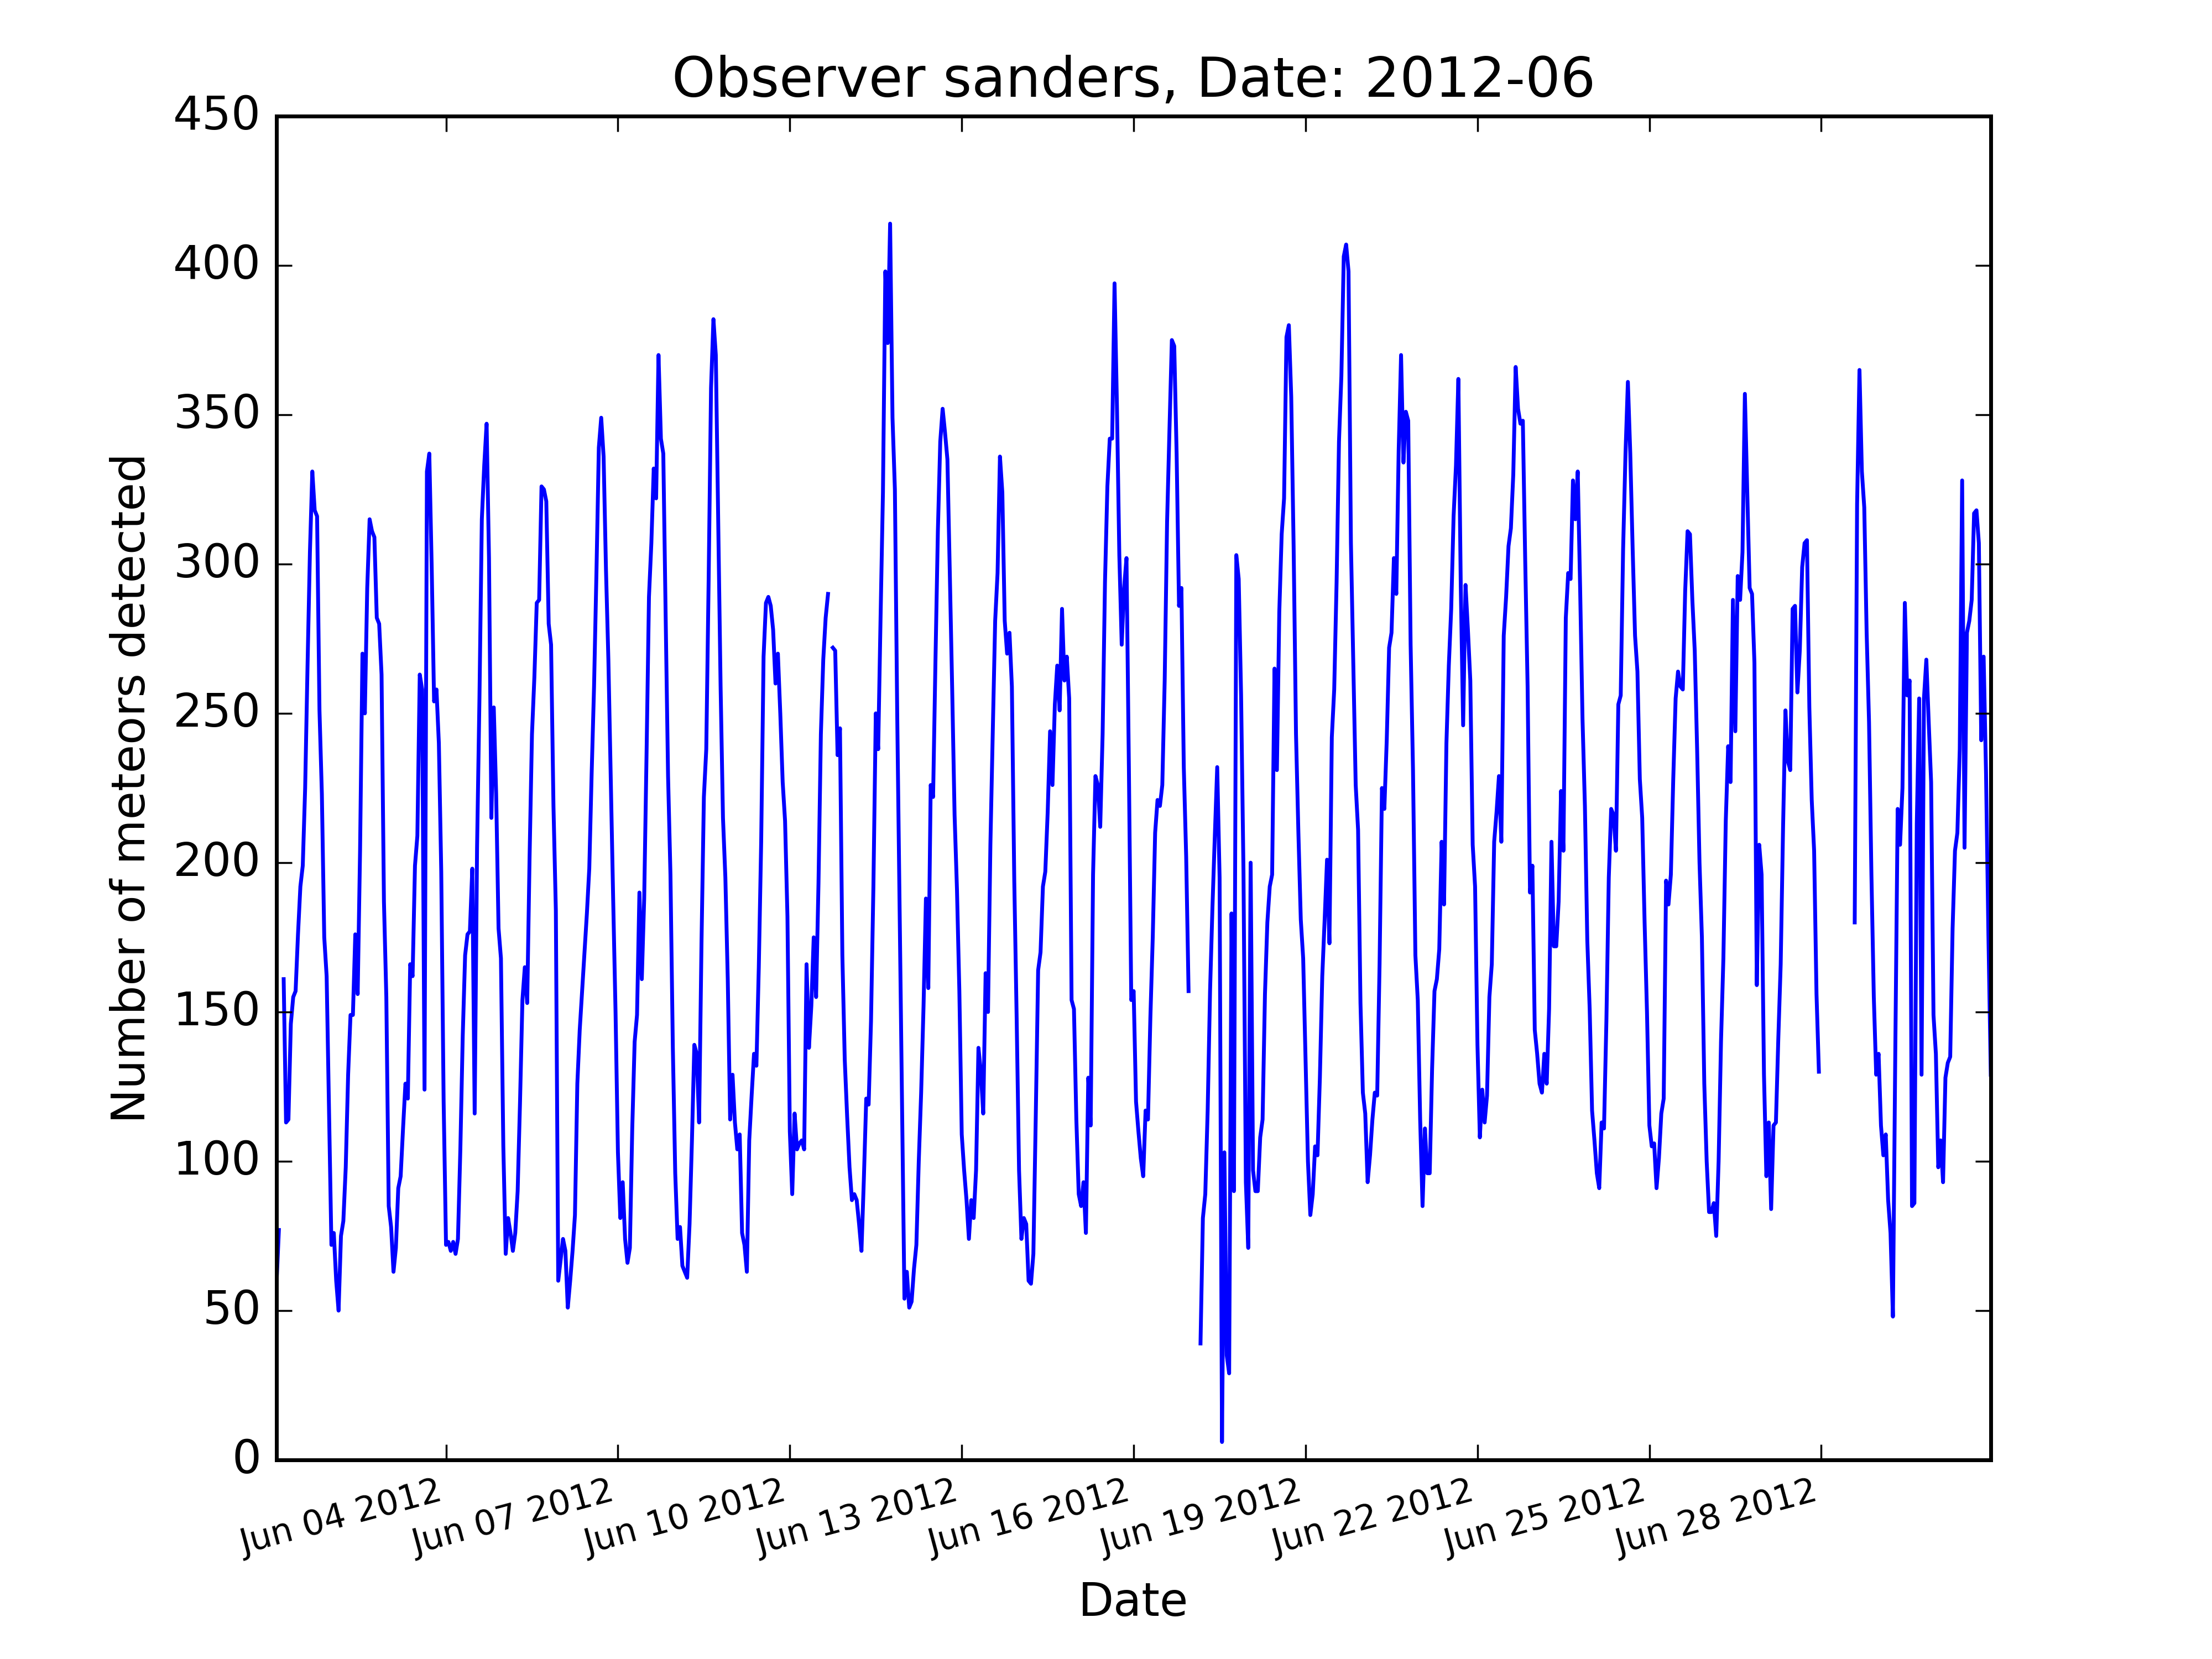 Observer sanders, Date: 2012-06
Number of meteors detected
450
400
350
300
250
200
150
100
50
0
Jun 04 2012
Jun 07 2012
Jun 10 2012
Jun 13 2012
Jun 16 2012
Jun 19 2012
Jun 22 2012
Jun 25 2012
Jun 28 2012
Date